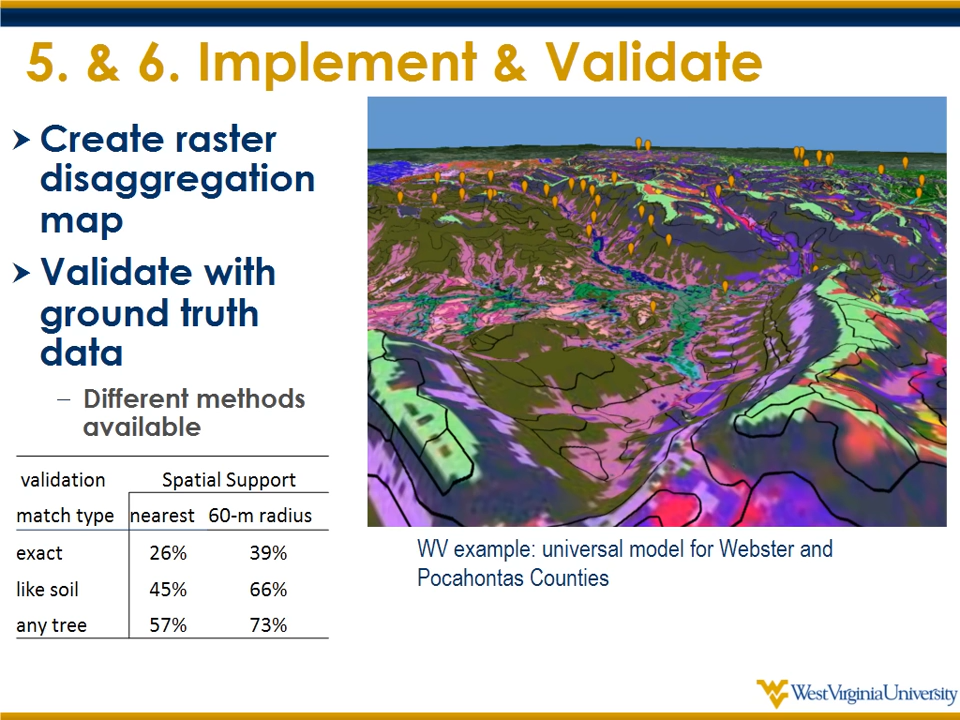 5. & 6. Implement & Validate
Create raster
disaggregation
map
Validate with
ground truth
data
– Different methods
available
validation Spatial Support
match type nearest 60-m radius
exact 26% 39%
like soil 45% 66%
any tree 57% 73%
WV example: universal model for Webster and
Pocahontas Counties
WestVirginiaUniversity